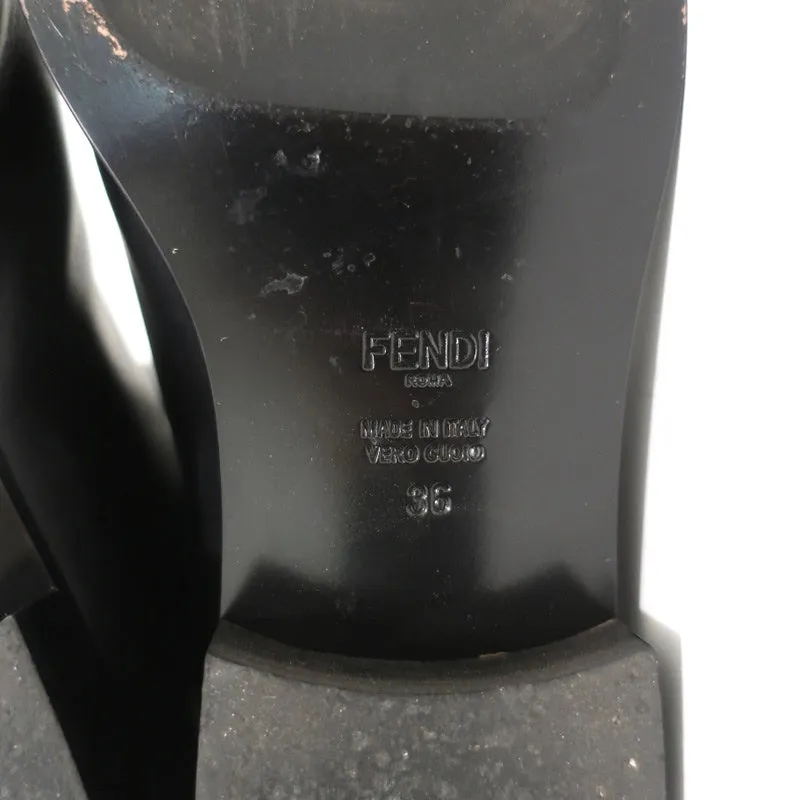 FENDI
ROMA
MADE IN ITALY
VERO CUOIO
36